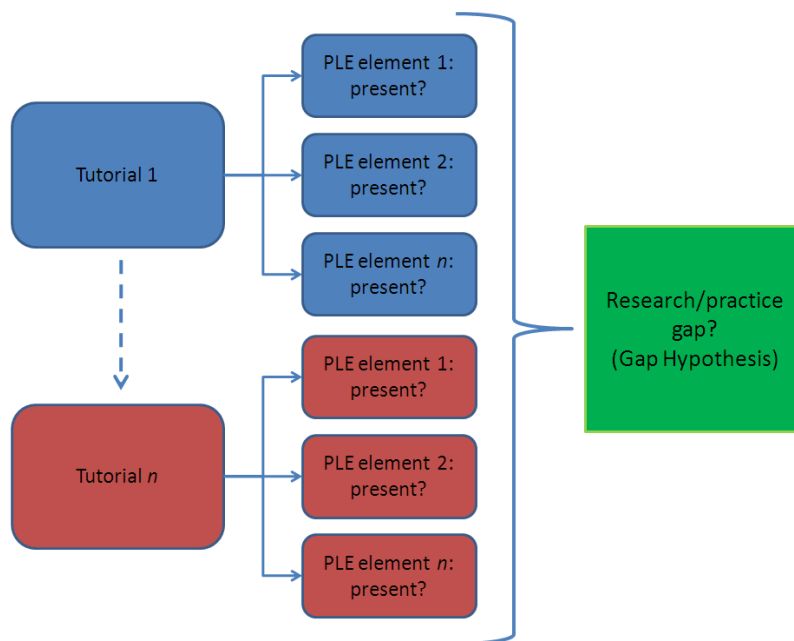 Tutorial 1
PLE element 1:
present?
PLE element 2:
present?
PLE element n:
present?
Tutorial n
PLE element 1:
present?
PLE element 2:
present?
PLE element n:
present?
Research/practice
gap?
(Gap Hypothesis)